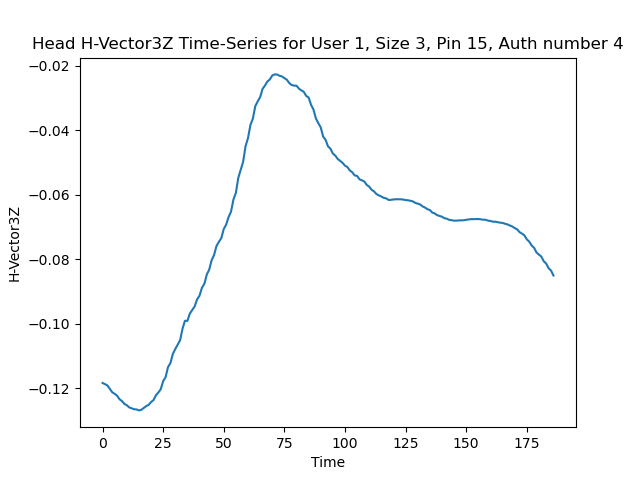 Head H-Vector3Z Time-Series for User 1, Size 3, Pin 15, Auth number 4
−0.02
−0.04
−0.06
−0.08
−0.10
−0.12
H-Vector3Z
0 25 50 75 100 125 150 175
Time